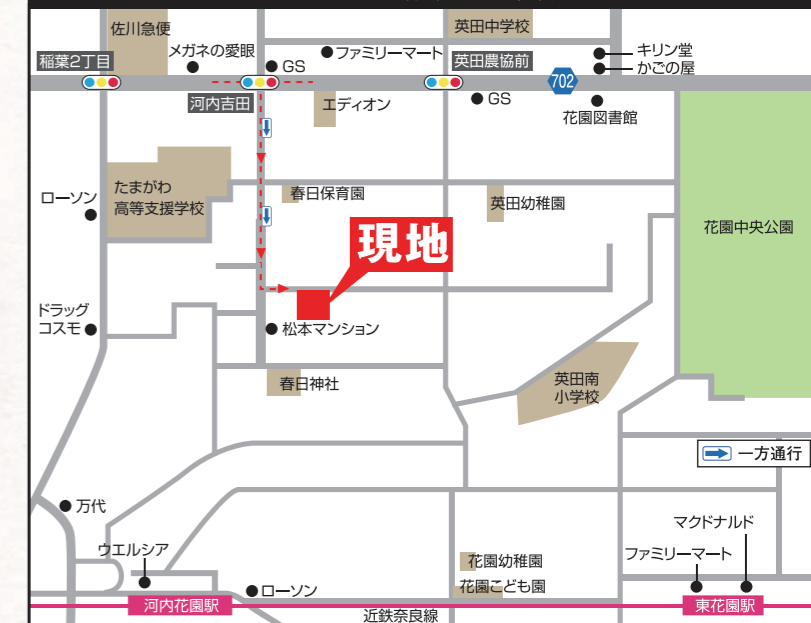 佐川急便
英田中学校
稲葉2丁目
メガネの愛眼
GS
ファミリーマート
英田農協前
キリン堂
かごの屋
河内吉田
エディオン
702
GS
花園図書館
ローソン
たまがわ
高等支援学校
春日保育園
英田幼稚園
花園中央公園
現地
ドラッグ
コスモ
松本マンション
春日神社
英田南
小学校
一方通行
万代
ウエルシア
マクドナルド
ファミリーマート
花園幼稚園
花園こども園
ローソン
河内花園駅
近鉄奈良線
東花園駅